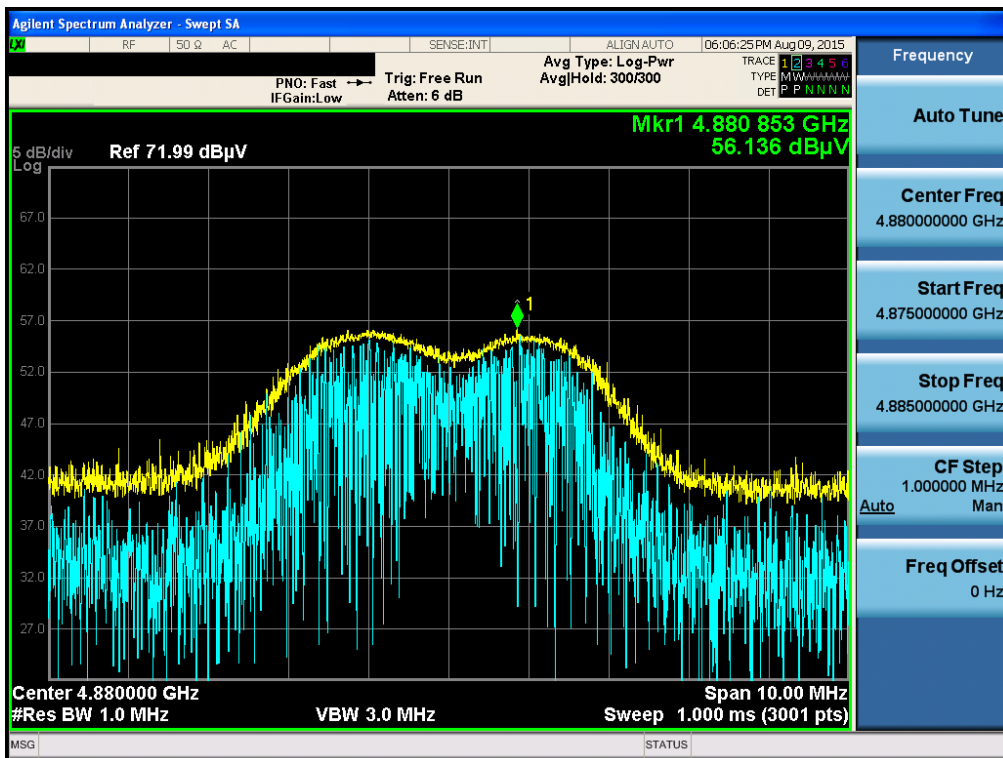 Agilent Spectrum Analyzer - Swept SA
LXI RF 50 Ω AC SENSE:INT ALIGN AUTO 06:06:25 PM Aug 09, 2015
Frequency
PNO: Fast
IFGain:Low
Trig: Free Run
Atten: 6 dB
Avg Type: Log-Pwr
Avg|Hold: 300/300
TRACE 1 2 3 4 5 6
TYPE M W W W W W
DET P P N N N N
Mkr1 4.880 853 GHz
56.136 dBµV
5 dB/div Ref 71.99 dBµV
Log
67.0
62.0
57.0
52.0
47.0
42.0
37.0
32.0
27.0
1
Center 4.880000 GHz Span 10.00 MHz
#Res BW 1.0 MHz VBW 3.0 MHz Sweep 1.000 ms (3001 pts)
Auto Tune
Center Freq
4.880000000 GHz
Start Freq
4.875000000 GHz
Stop Freq
4.885000000 GHz
CF Step
1.000000 MHz
Auto Man
Freq Offset
0 Hz
MSG STATUS